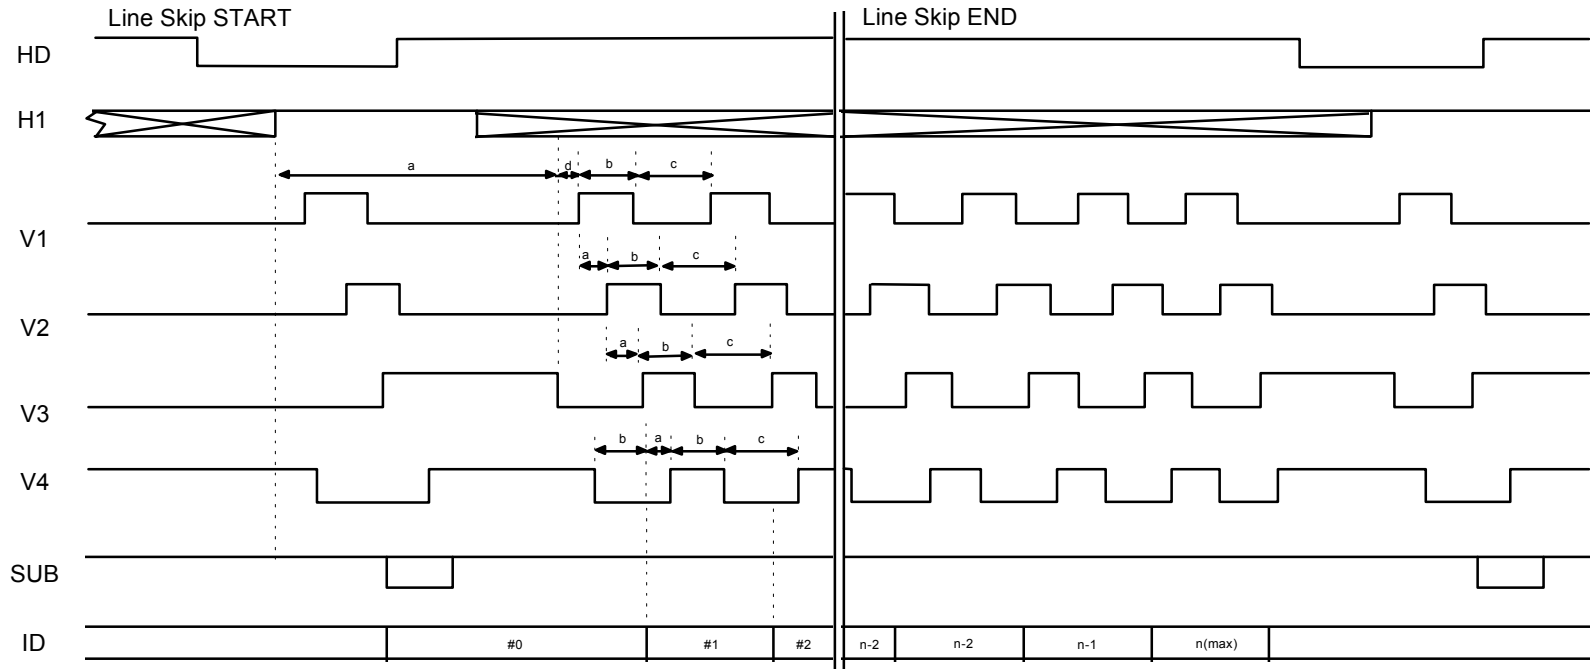 Line Skip START
Line Skip END
HD
H1
a d b c
V1
a b c
V2
a b c
V3
b a b c
V4
SUB
ID #0 #1 #2 n-2 n-2 n-1 n(max)